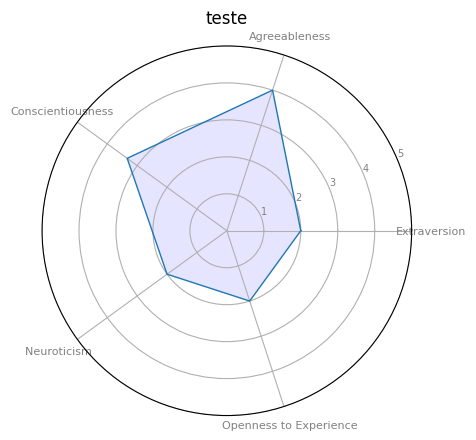 teste
Agreeableness
Conscientiousness
5
4
3
2
1
Extraversion
Neuroticism
Openness to Experience